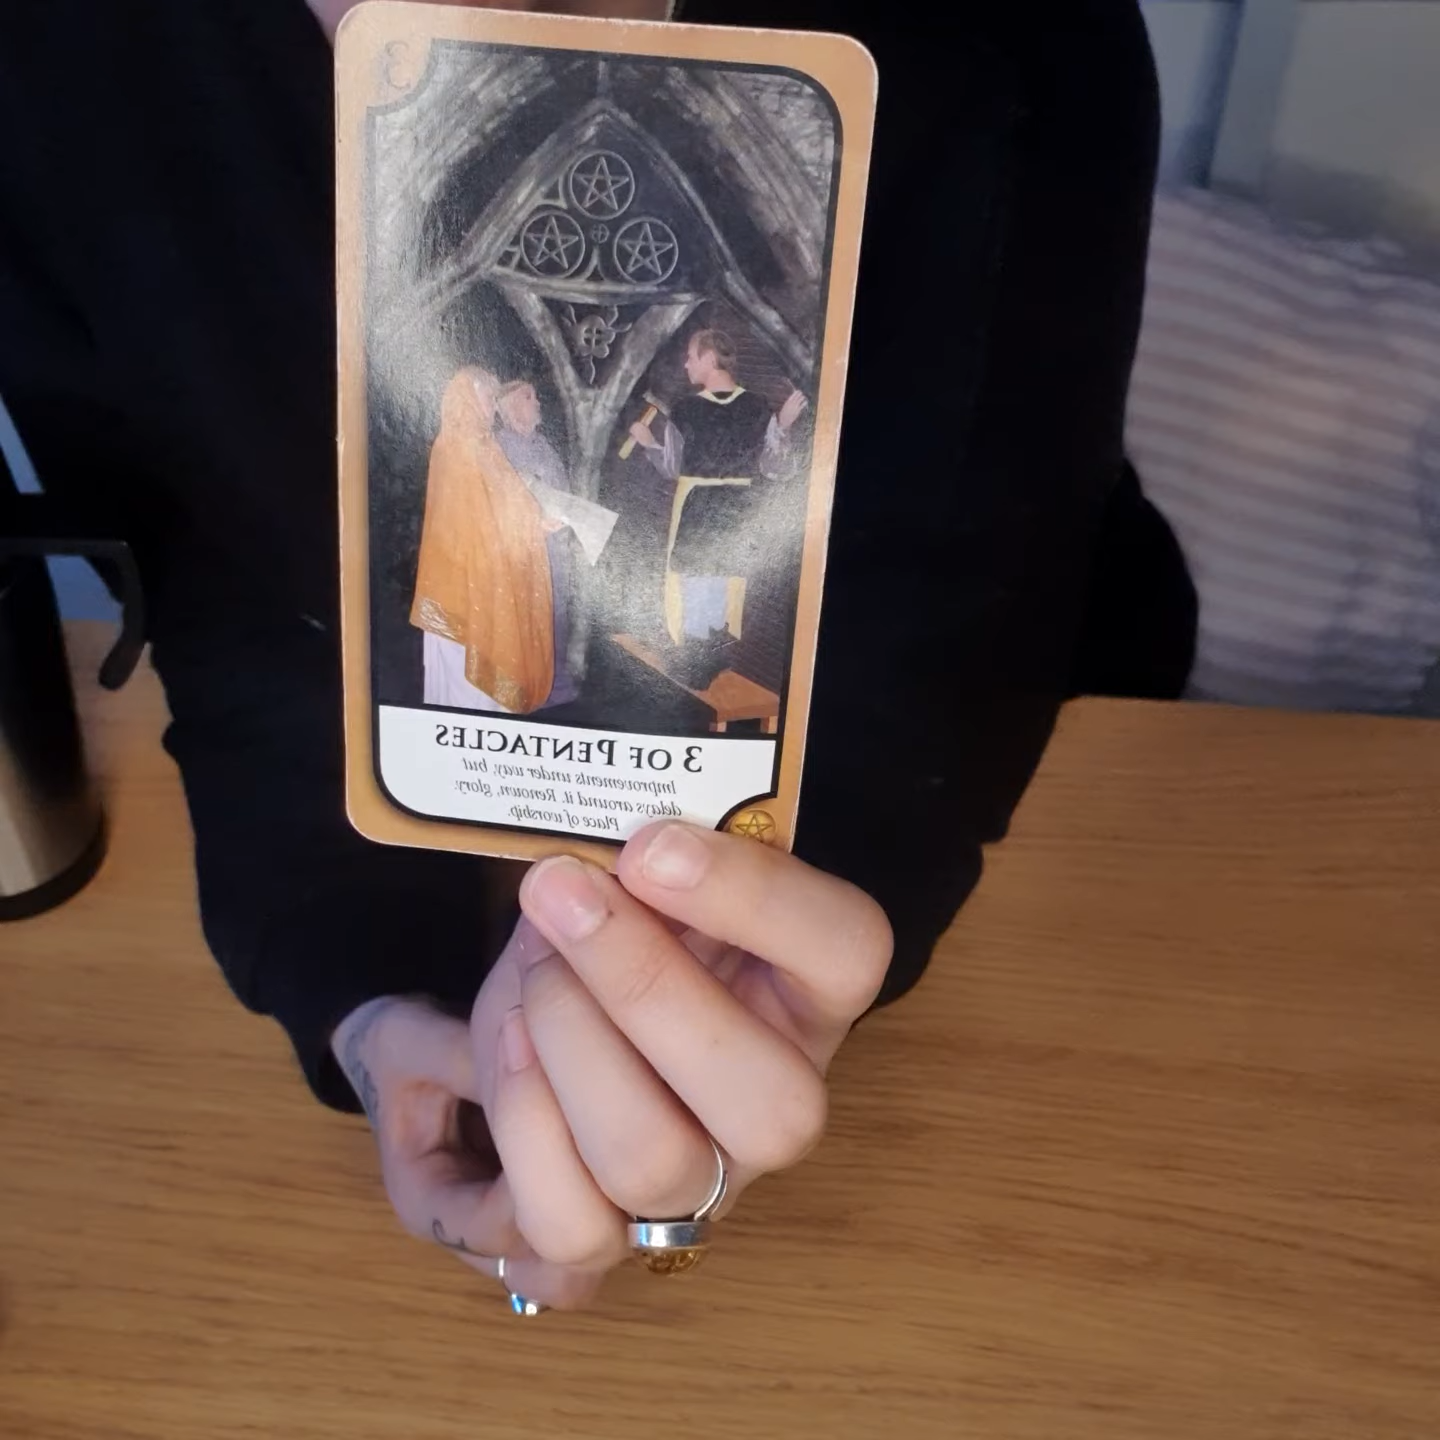 3
3 OF PENTACLES
Improvements under way, but
delays around it. Renown, glory.
Place of worship.